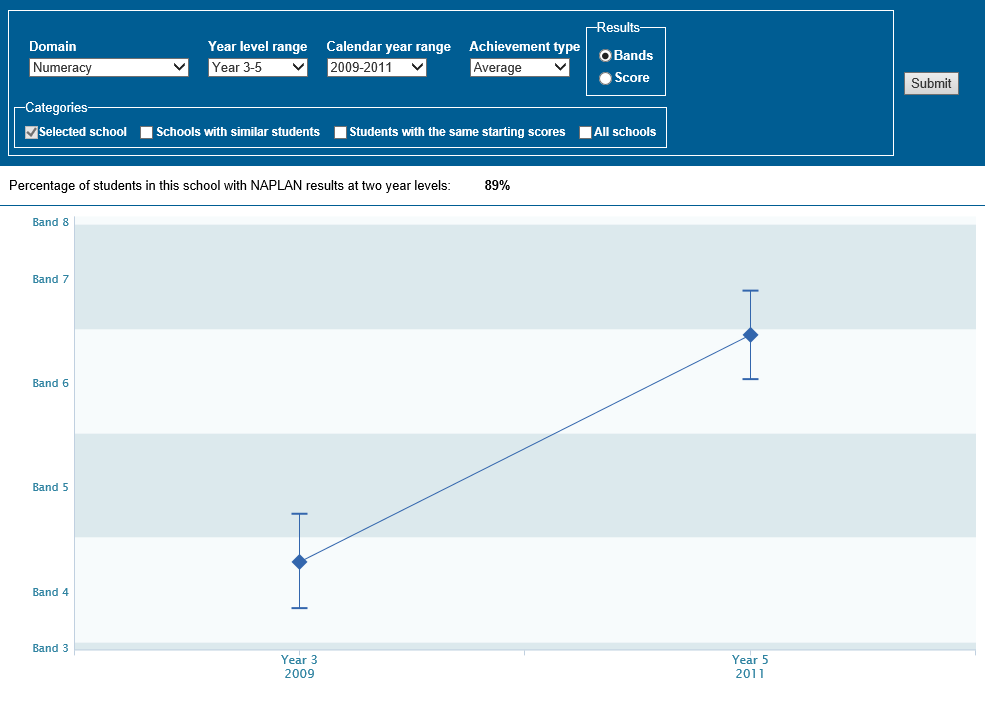 Results
Domain
Year level range
Calendar year range
Achievement type
Bands
Numeracy
Year 3-5
2009-2011
Average
Score
Submit
Categories
Selected school
Schools with similar students
Students with the same starting scores
All schools
Percentage of students in this school with NAPLAN results at two year levels: 89%
Band 8
Band 7
Band 6
Band 5
Band 4
Band 3
Year 3
2009
Year 5
2011